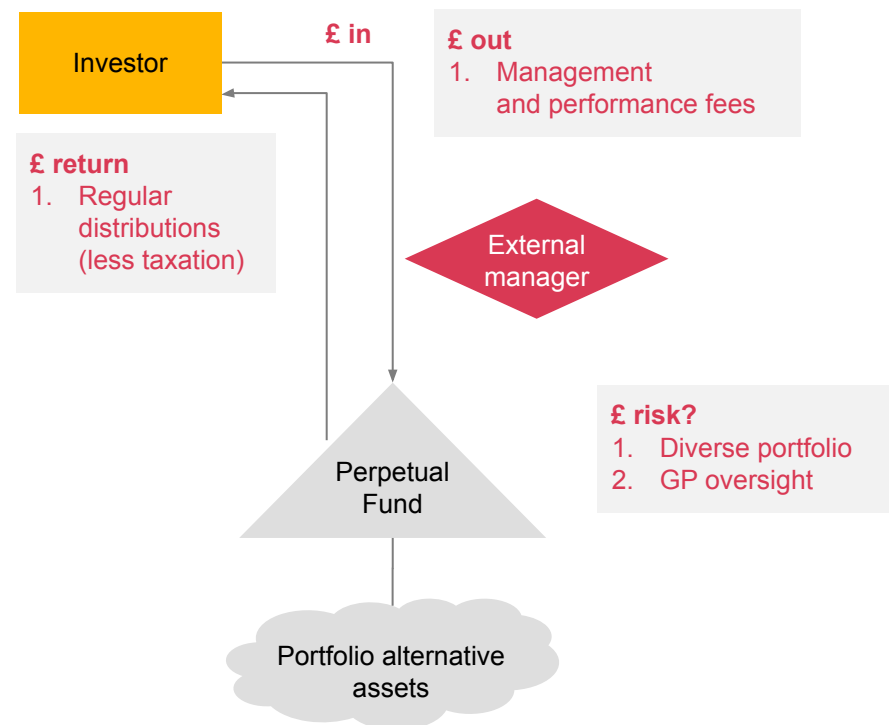 £ in
Investor
£ out
1. Management
and performance fees
£ return
1. Regular
distributions
(less taxation)
External
manager
£ risk?
1. Diverse portfolio
2. GP oversight
Perpetual
Fund
Portfolio alternative
assets